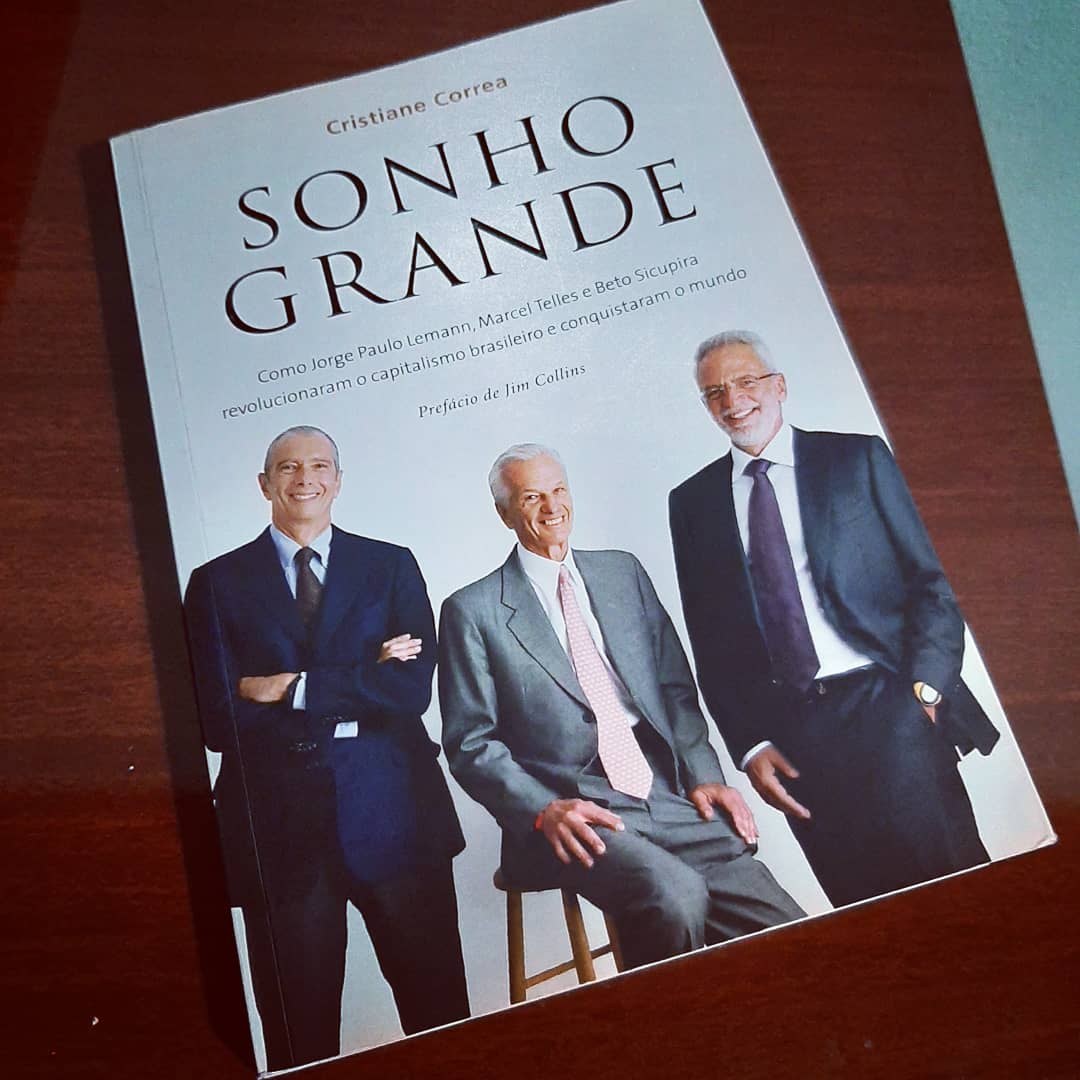 Cristiane Correa
SONHO
GRANDE
Como Jorge Paulo Lemann, Marcel Telles e Beto Sicupira
revolucionaram o capitalismo brasileiro e conquistaram o mundo
Prefácio de Jim Collins